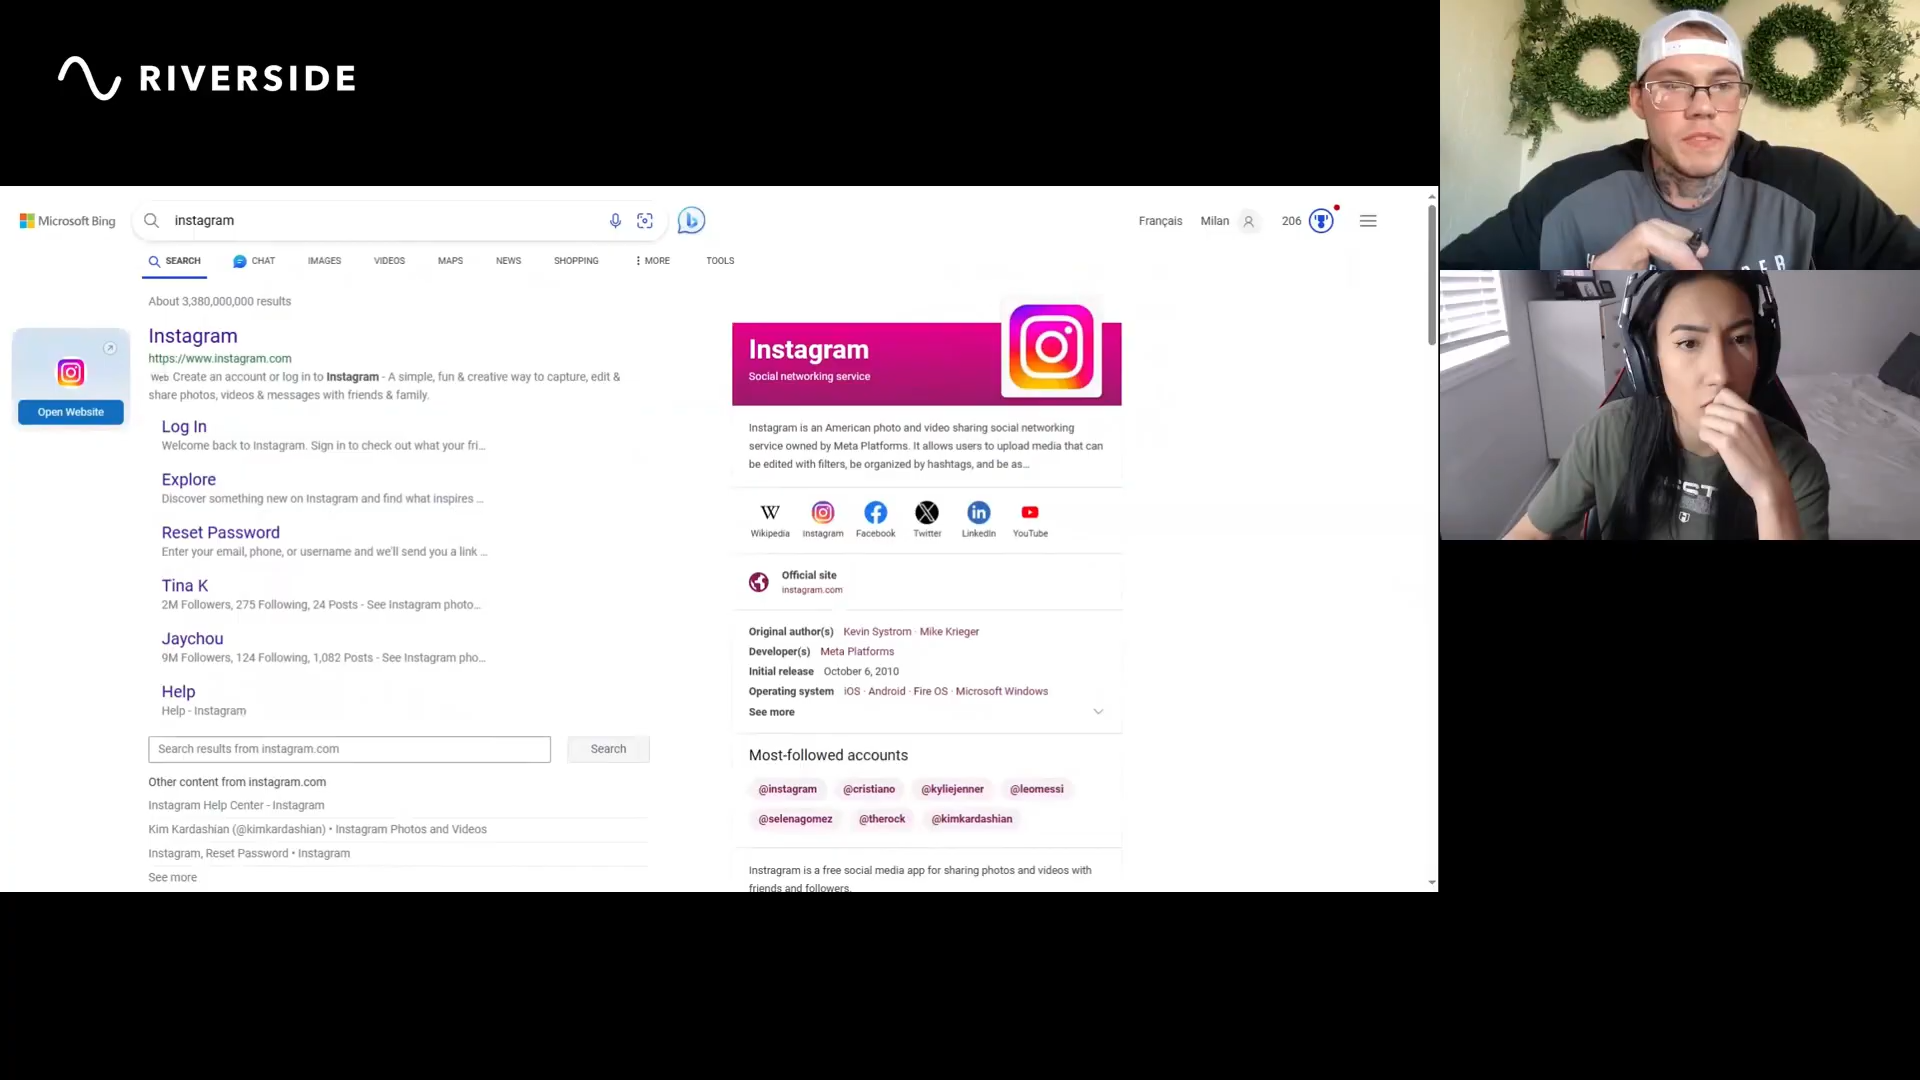 RIVERSIDE
Microsoft Bing
instagram
Français
Milan
206
SEARCH
CHAT
IMAGES
VIDEOS
MAPS
NEWS
SHOPPING
MORE
TOOLS
About 3,380,000,000 results
Open Website
Instagram
https://www.instagram.com
Web Create an account or log in to Instagram - A simple, fun & creative way to capture, edit &
share photos, videos & messages with friends & family.
Log In
Welcome back to Instagram. Sign in to check out what your fri...
Explore
Discover something new on Instagram and find what inspires ...
Reset Password
Enter your email, phone, or username and we'll send you a link ...
Tina K
2M Followers, 275 Following, 24 Posts - See Instagram photo...
Jaychou
9M Followers, 124 Following, 1,082 Posts - See Instagram pho...
Help
Help - Instagram
Search results from instagram.com
Search
Other content from instagram.com
Instagram Help Center - Instagram
Kim Kardashian (@kimkardashian) • Instagram Photos and Videos
Instagram, Reset Password • Instagram
See more
Instagram
Social networking service
Instagram is an American photo and video sharing social networking
service owned by Meta Platforms. It allows users to upload media that can
be edited with filters, be organized by hashtags, and be as...
Wikipedia
Instagram
Facebook
Twitter
LinkedIn
YouTube
Official site
instagram.com
Original author(s) Kevin Systrom · Mike Krieger
Developer(s) Meta Platforms
Initial release October 6, 2010
Operating system iOS · Android · Fire OS · Microsoft Windows
See more
Most-followed accounts
@instagram
@cristiano
@kyliejenner
@leomessi
@selenagomez
@therock
@kimkardashian
Instragram is a free social media app for sharing photos and videos with
friends and followers.